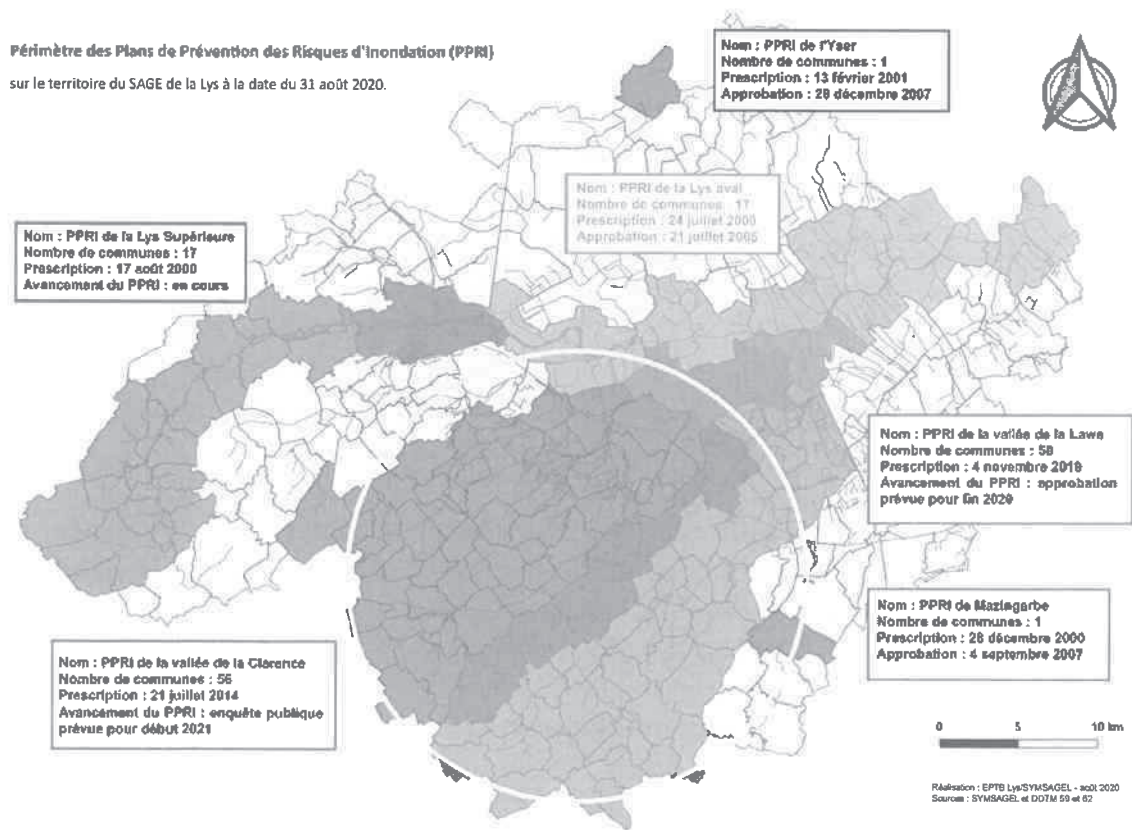 Périmètre des Plans de Prévention des Risques d'Inondation (PPRI)
sur le territoire du SAGE de la Lys à la date du 31 août 2020.
Nom : PPRI de l'Yser
Nombre de communes : 1
Prescription : 13 février 2001
Approbation : 28 décembre 2007
Nom : PPRI de la Lys aval
Nombre de communes : 17
Prescription : 24 juillet 2000
Approbation : 21 juillet 2005
Nom : PPRI de la Lys Supérieure
Nombre de communes : 17
Prescription : 17 août 2000
Avancement du PPRI : en cours
Nom : PPRI de la vallée de la Lawe
Nombre de communes :
Prescription : 4 novembre 2019
Avancement du PPRI : approbation
prévue pour fin 2020
Nom : PPRI de Mazingarbe
Nombre de communes : 1
Prescription : 28 décembre 2000
Approbation : 4 septembre 2007
Nom : PPRI de la vallée de la Clarence
Nombre de communes : 56
Prescription : 21 juillet 2014
Avancement du PPRI : enquête publique
prévue pour début 2021
0 5 10 km
Réalisation : EPTB Lys/SYMSAGEL - août 2020
Sources : SYMSAGEL et DDTM 59 et 62